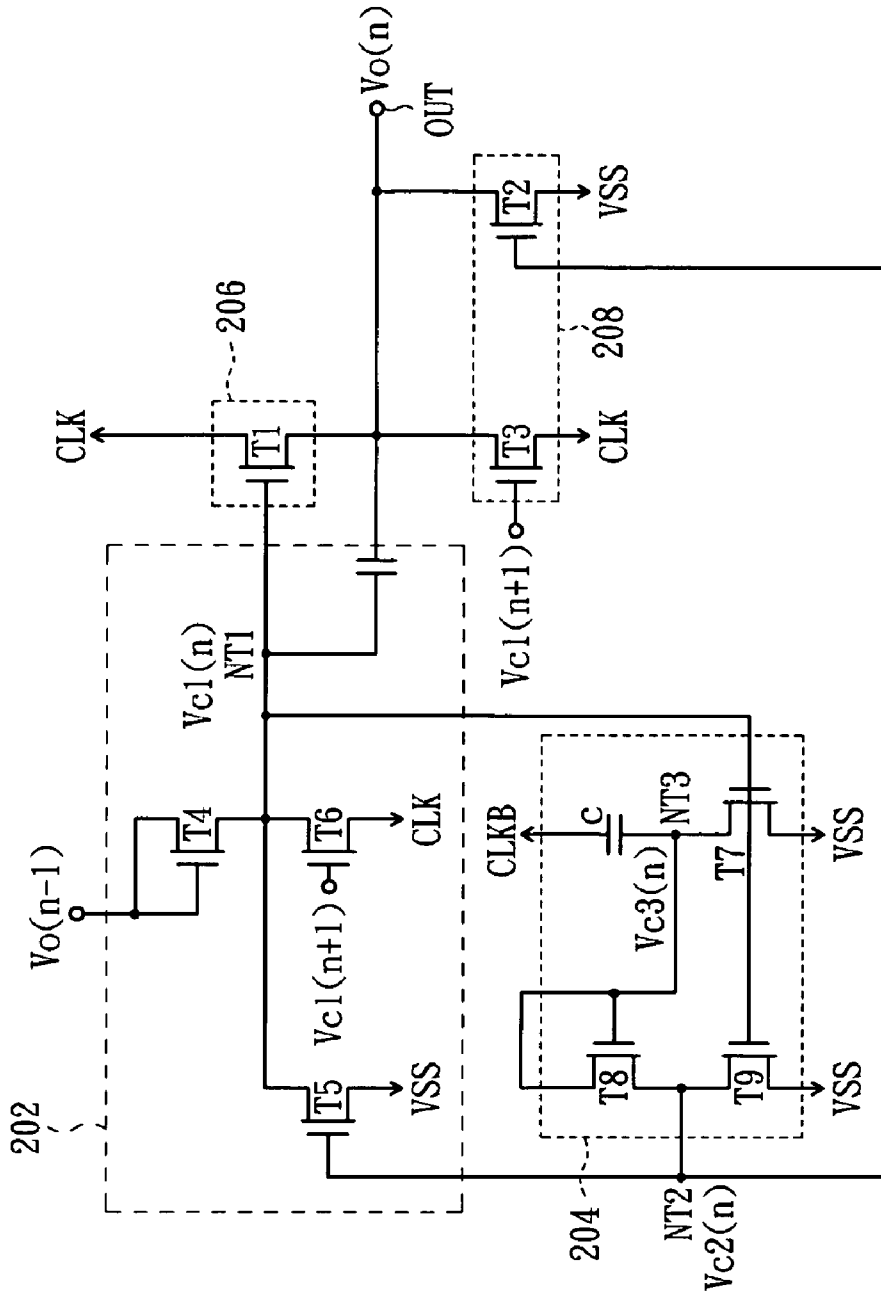 202
Vo(n-1)
T4
Vc1(n)
NT1
CLK
206
T1
Vo(n)
OUT
T5
VSS
T6
CLK
Vc1(n+1)
Vc1(n+1)
T3
CLK
T2
VSS
208
204
CLKB
c
NT3
Vc3(n)
T8
T7
VSS
T9
VSS
NT2
Vc2(n)